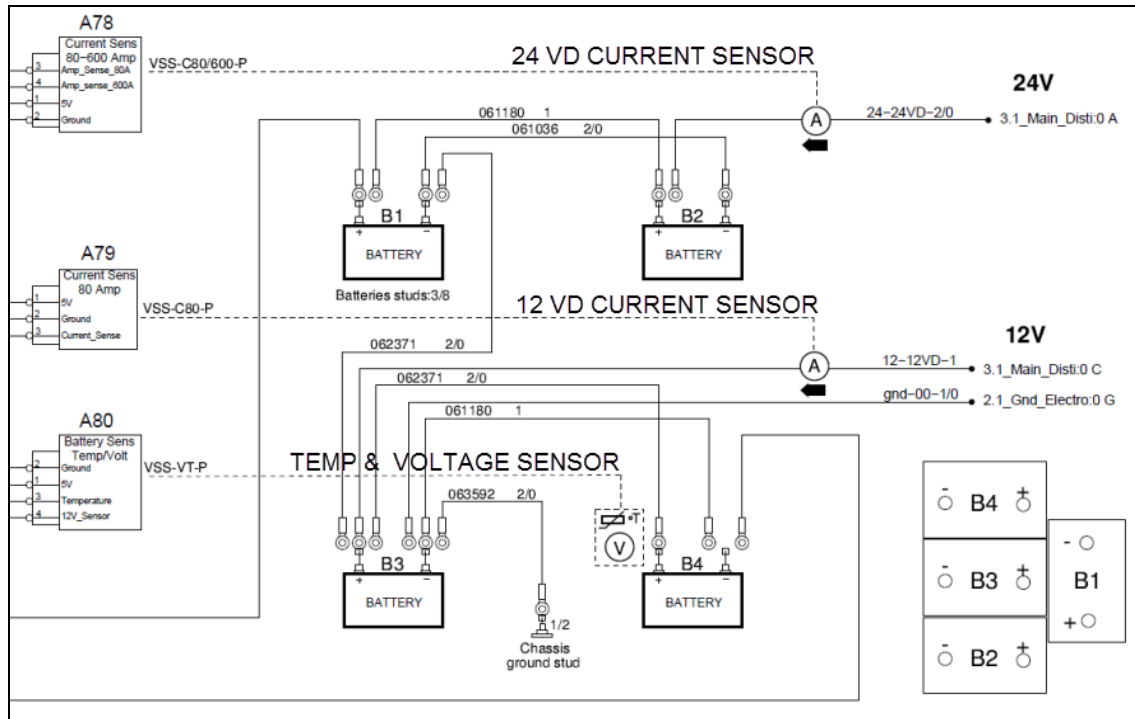 A78
Current Sens
80-600 Amp
3 Amp_Sense_80A
4 Amp_sense_600A
1 5V
2 Ground
VSS-C80/600-P
24 VD CURRENT SENSOR
A
24V
24-24VD-2/0
3.1_Main_Disti:0 A
061180 1
061036 2/0
B1
+ -
BATTERY
B2
+ -
BATTERY
Batteries studs:3/8
A79
Current Sens
80 Amp
1 5V
2 Ground
3 Current_Sense
VSS-C80-P
12 VD CURRENT SENSOR
A
12V
12-12VD-1
3.1_Main_Disti:0 C
gnd-00-1/0
2.1_Gnd_Electro:0 G
062371 2/0
062371 2/0
061180 1
A80
Battery Sens
Temp/Volt
2 Ground
1 5V
3 Temperature
4 12V_Sensor
VSS-VT-P
TEMP & VOLTAGE SENSOR
063592 2/0
°T
V
B3
+ -
BATTERY
B4
+ -
BATTERY
1/2
Chassis
ground stud
- B4 +
- B3 +
- B2 +
-
B1
+